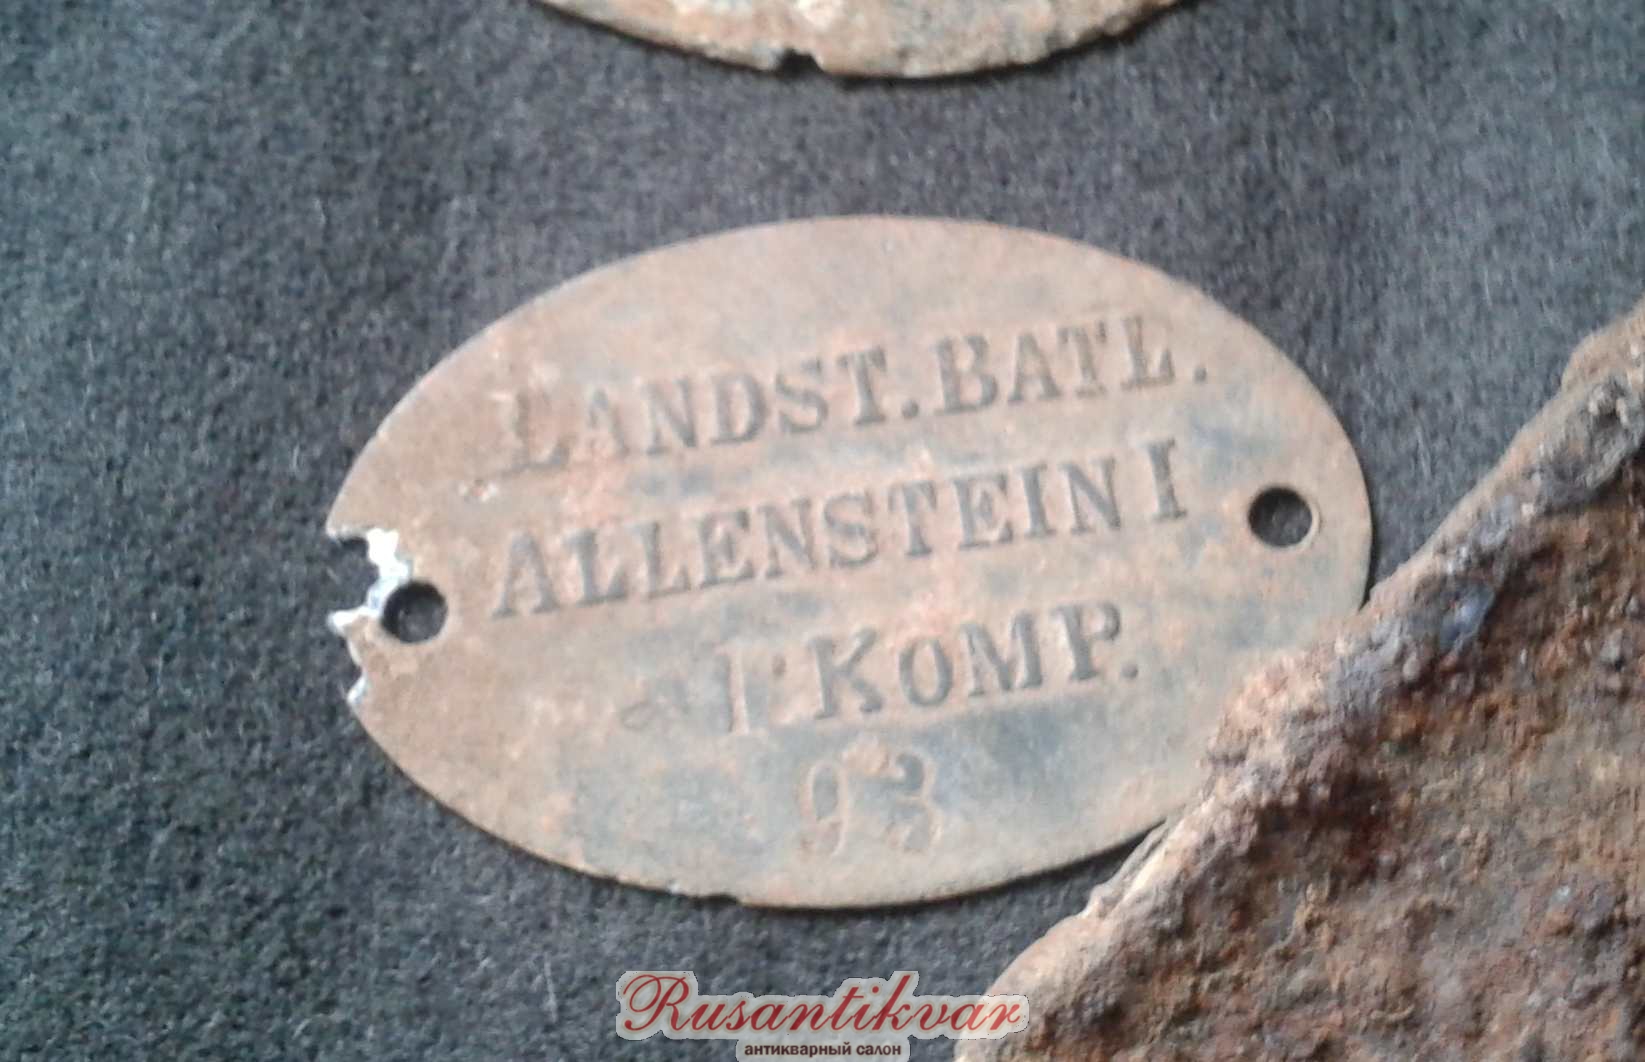 LANDST. BATL.
ALLENSTEIN I
1. KOMP.
93
Rusantikvar
антикварный салон